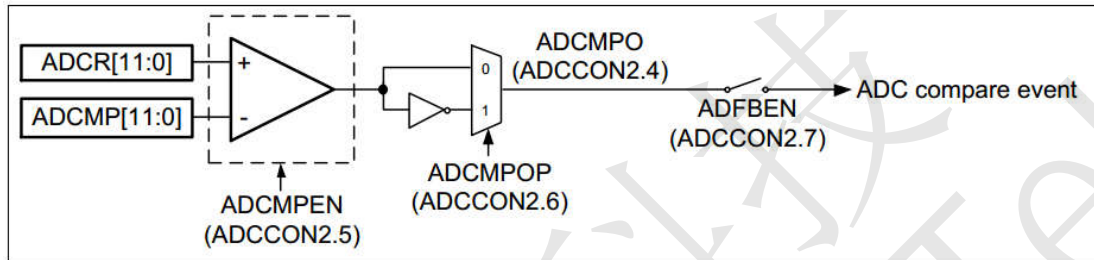 ADCR[11:0]
ADCMP[11:0]
+
-
ADCMPEN
(ADCCON2.5)
0
1
ADCMPOP
(ADCCON2.6)
ADCMPO
(ADCCON2.4)
ADFBEN
(ADCCON2.7)
ADC compare event